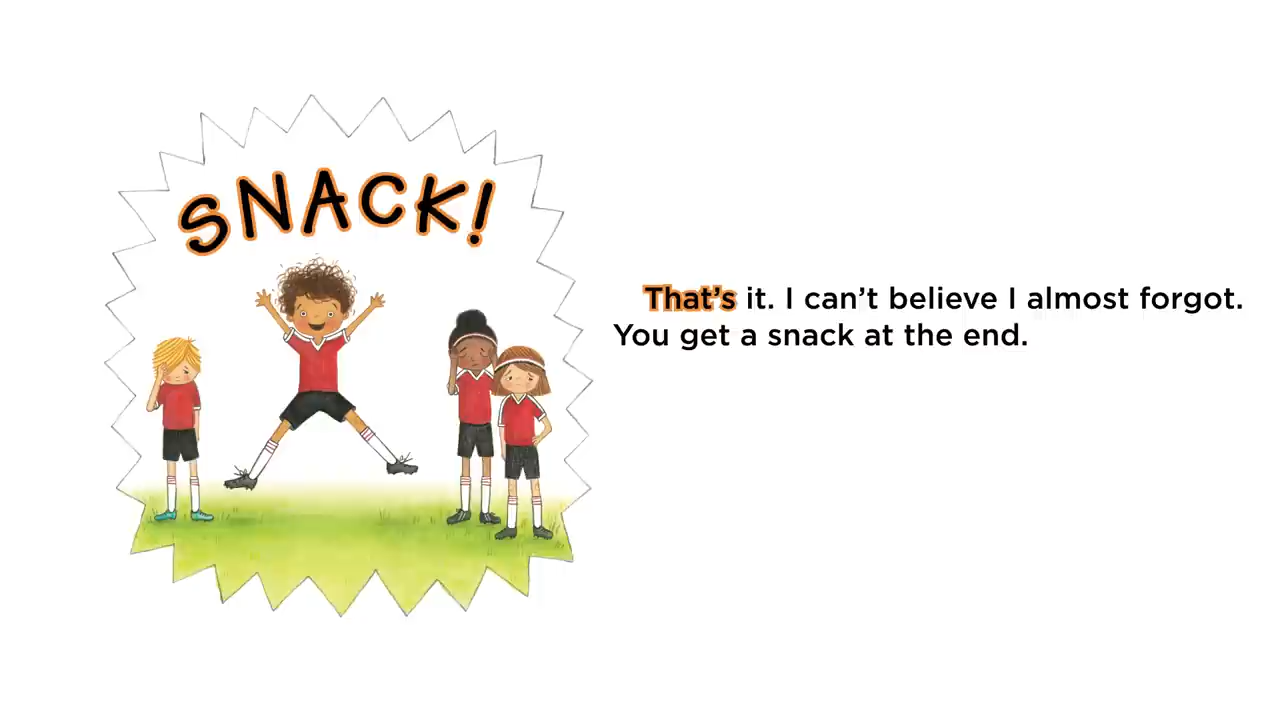 SNACK!
That’s it. I can’t believe I almost forgot.
You get a snack at the end.